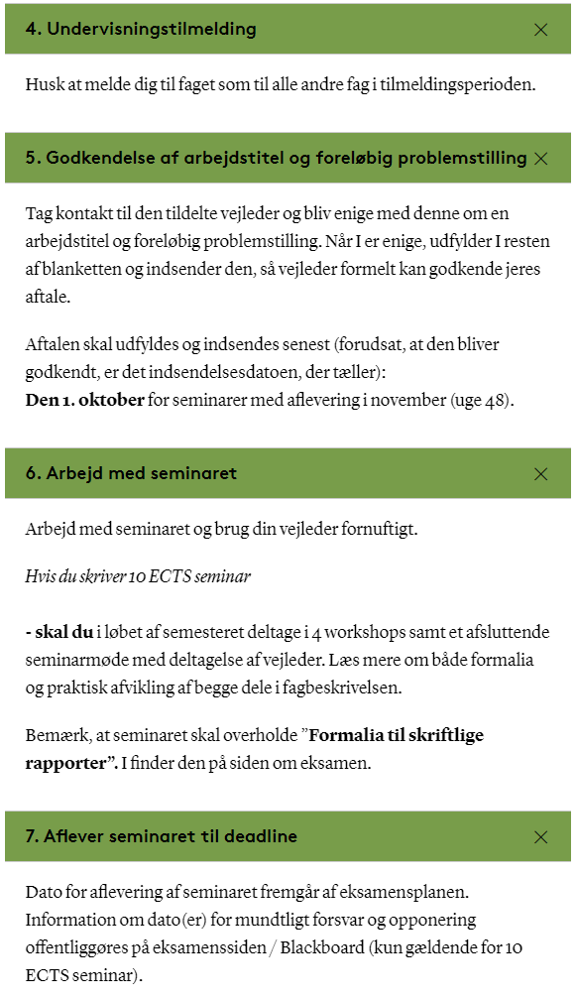 4. Undervisningstilmelding
Husk at melde dig til faget som til alle andre fag i tilmeldingsperioden.
5. Godkendelse af arbejdstitel og foreløbig problemstilling
Tag kontakt til den tildelte vejleder og bliv enige med denne om en
arbejdstitel og foreløbig problemstilling. Når I er enige, udfylder I resten
af blanketten og indsender den, så vejleder formelt kan godkende jeres
aftale.
Aftalen skal udfyldes og indsendes senest (forudsat, at den bliver
godkendt, er det indsendelsesdatoen, der tæller):
Den 1. oktober for seminarer med aflevering i november (uge 48).
6. Arbejd med seminaret
Arbejd med seminaret og brug din vejleder fornuftigt.
Hvis du skriver 10 ECTS seminar
- skal du i løbet af semesteret deltage i 4 workshops samt et afsluttende
seminarmøde med deltagelse af vejleder. Læs mere om både formalia
og praktisk afvikling af begge dele i fagbeskrivelsen.
Bemærk, at seminaret skal overholde ”Formalia til skriftlige
rapporter”. I finder den på siden om eksamen.
7. Aflever seminaret til deadline
Dato for aflevering af seminaret fremgår af eksamensplanen.
Information om dato(er) for mundtligt forsvar og opponering
offentliggøres på eksamenssiden / Blackboard (kun gældende for 10
ECTS seminar).